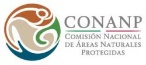 CONANP
COMISIÓN NACIONAL
DE ÁREAS NATURALES
PROTEGIDAS